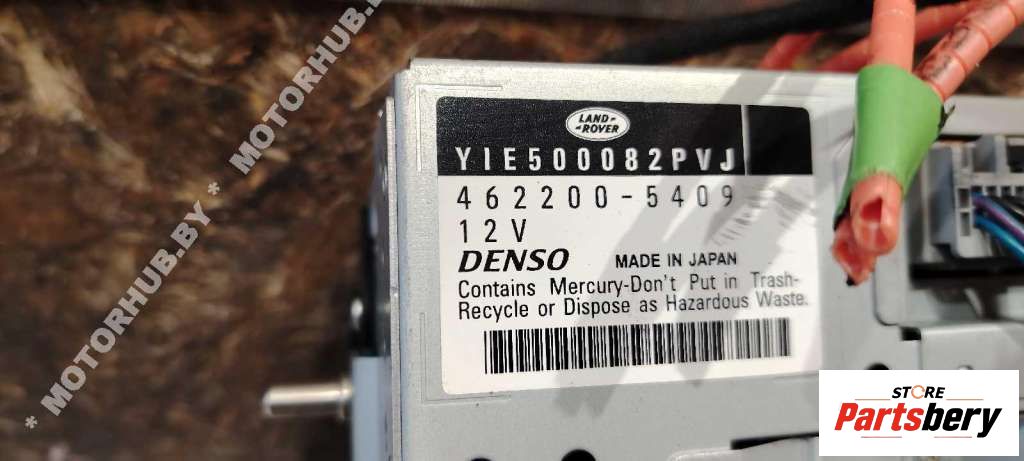 * MOTORHUB.BY * MOTORHUB.BY
LAND-
-ROVER
YIE500082PVJ
462200-5409
12V
DENSO MADE IN JAPAN
Contains Mercury-Don't Put in Trash-
Recycle or Dispose as Hazardous Waste.
STORE
Partsbery